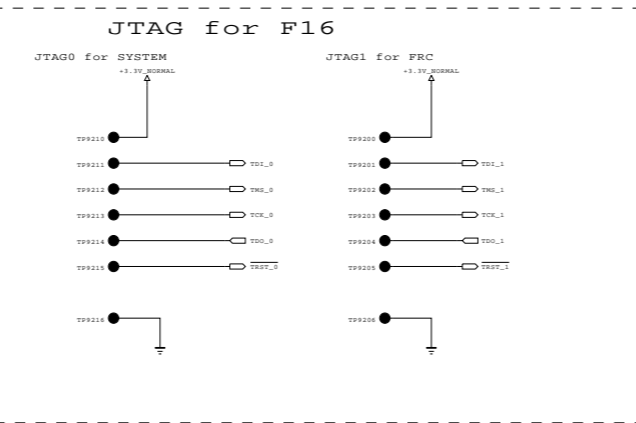 JTAG for F16
JTAG0 for SYSTEM
+3.3V_NORMAL
TP9210
TP9211 TDI_0
TP9212 TMS_0
TP9213 TCK_0
TP9214 TDO_0
TP9215 TRST_0
TP9216
JTAG1 for FRC
+3.3V_NORMAL
TP9200
TP9201 TDI_1
TP9202 TMS_1
TP9203 TCK_1
TP9204 TDO_1
TP9205 TRST_1
TP9206